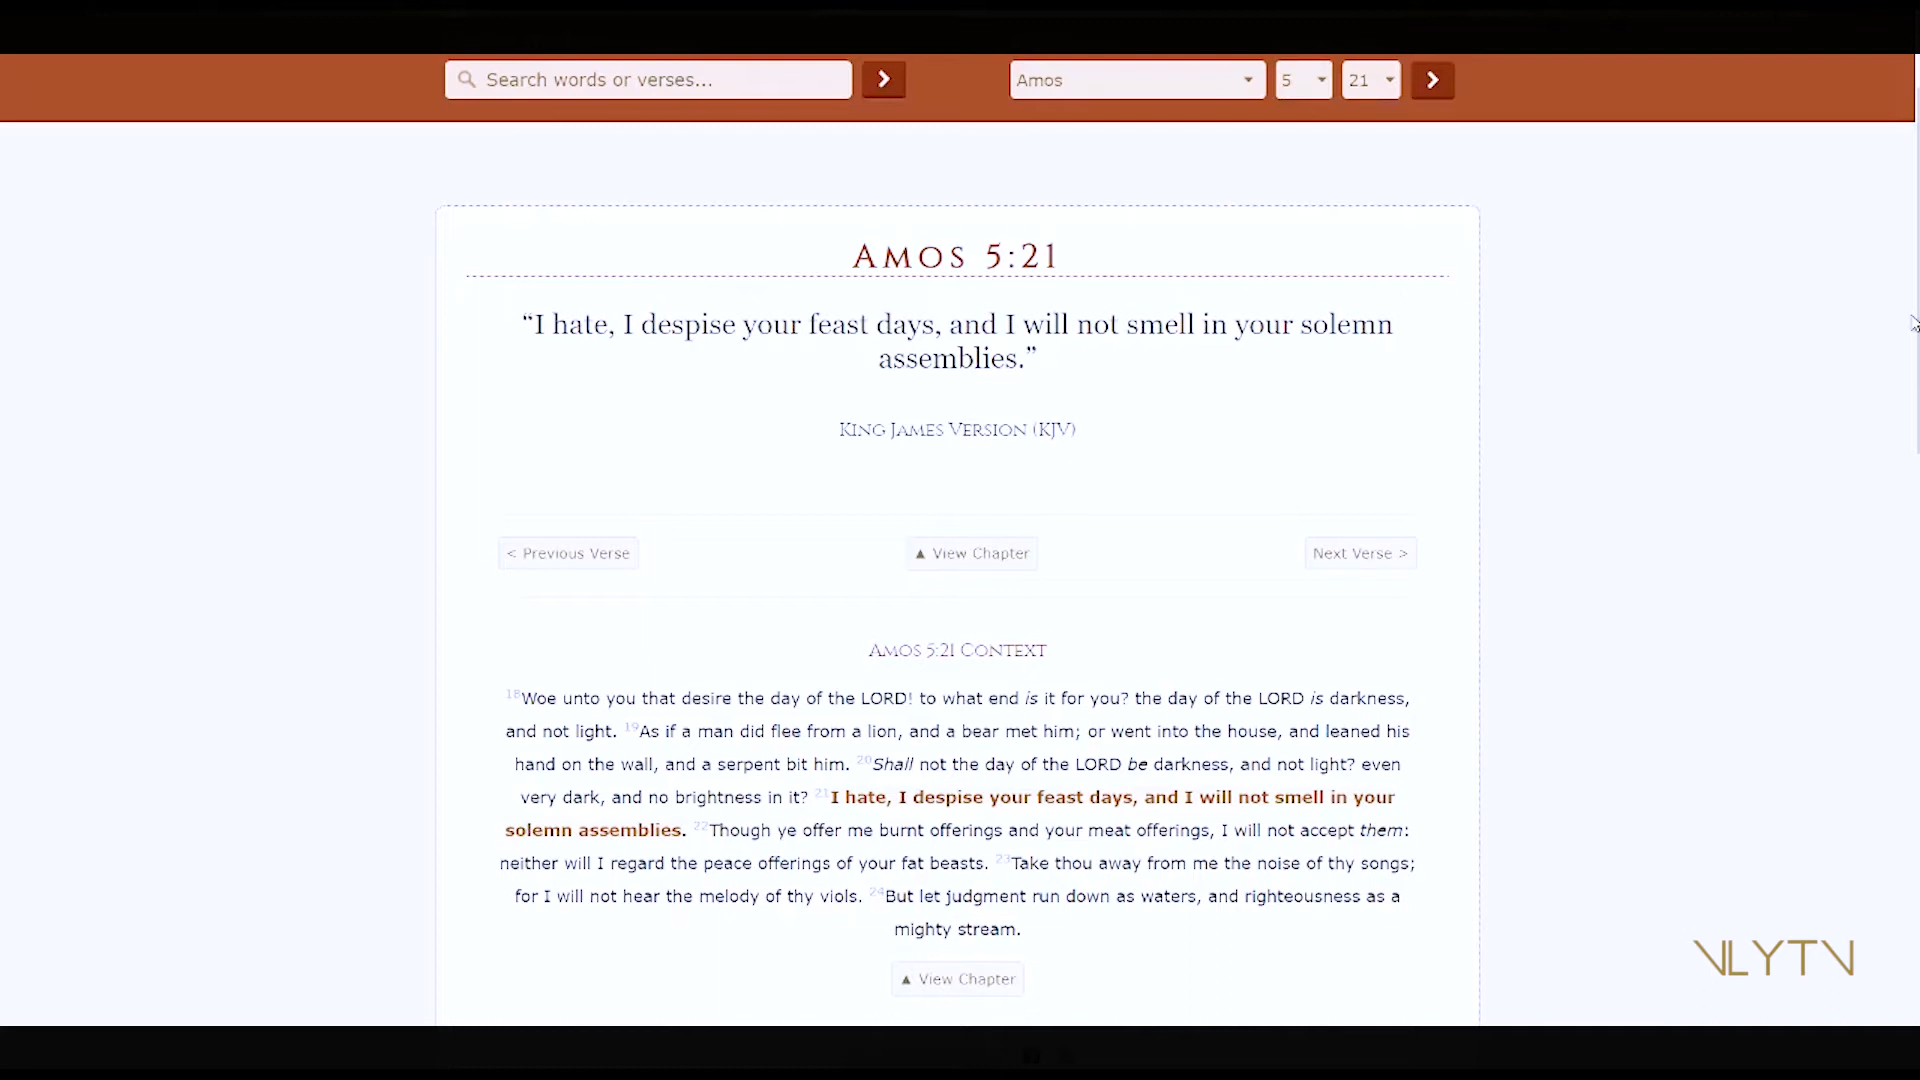 Search words or verses...
Amos 5 21
AMOS 5:21
“I hate, I despise your feast days, and I will not smell in your solemn
assemblies.”
KING JAMES VERSION (KJV)
< Previous Verse ▲ View Chapter Next Verse >
AMOS 5:21 CONTEXT
18Woe unto you that desire the day of the LORD! to what end is it for you? the day of the LORD is darkness,
and not light. 19As if a man did flee from a lion, and a bear met him; or went into the house, and leaned his
hand on the wall, and a serpent bit him. 20Shall not the day of the LORD be darkness, and not light? even
very dark, and no brightness in it? 21I hate, I despise your feast days, and I will not smell in your
solemn assemblies. 22Though ye offer me burnt offerings and your meat offerings, I will not accept them:
neither will I regard the peace offerings of your fat beasts. 23Take thou away from me the noise of thy songs;
for I will not hear the melody of thy viols. 24But let judgment run down as waters, and righteousness as a
mighty stream.
▲ View Chapter
VLYTV